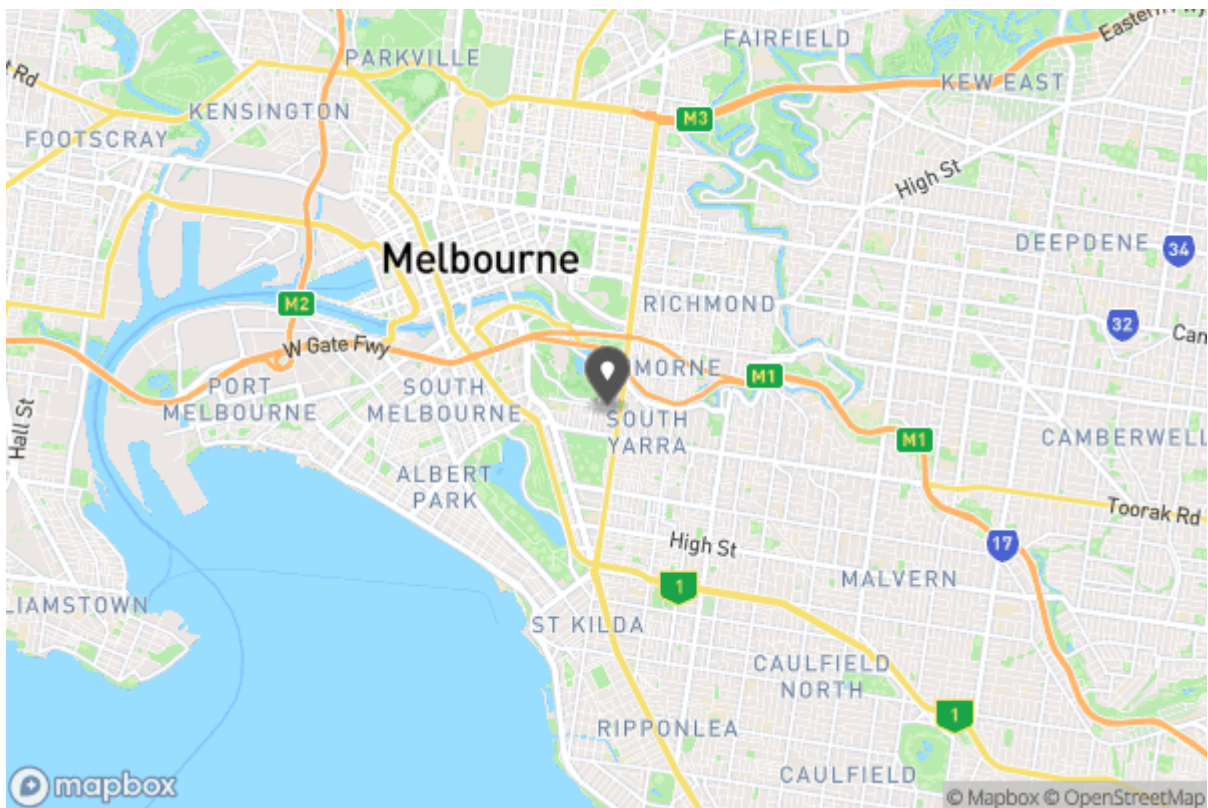 Eastern Fwy
FAIRFIELD
PARKVILLE
KEW EAST
t Rd
KENSINGTON
M3
FOOTSCRAY
High St
DEEPDENE
34
Melbourne
M2
RICHMOND
32
Cam
W Gate Fwy
MORNE
M1
PORT
MELBOURNE
SOUTH
MELBOURNE
SOUTH
YARRA
Hall St
M1
CAMBERWELL
ALBERT
PARK
Toorak Rd
High St
17
1
MALVERN
LIAMSTOWN
ST KILDA
CAULFIELD
NORTH
1
RIPPONLEA
CAULFIELD
mapbox
© Mapbox © OpenStreetMap